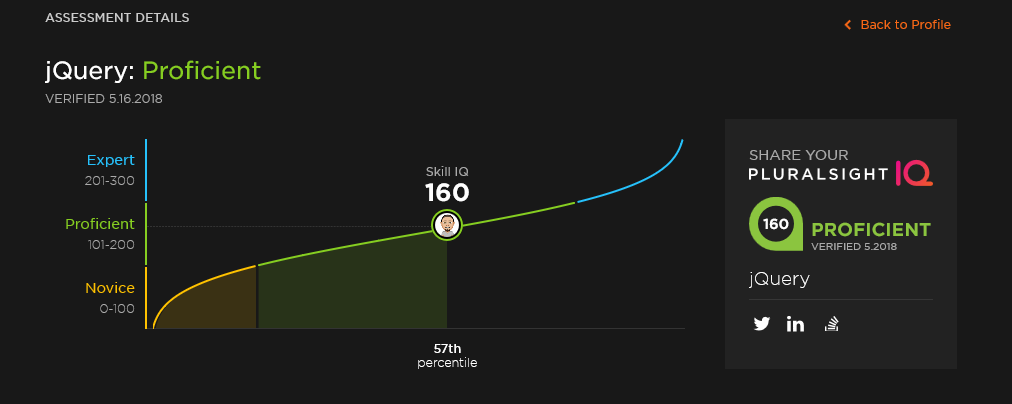 ASSESSMENT DETAILS
Back to Profile
jQuery: Proficient
VERIFIED 5.16.2018
Expert
201-300
Proficient
101-200
Novice
0-100
Skill IQ
160
57th
percentile
SHARE YOUR
PLURALSIGHT IQ
160
PROFICIENT
VERIFIED 5.2018
jQuery